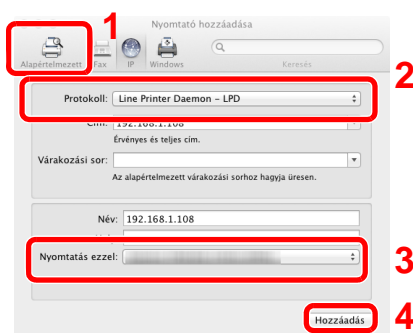 1
Nyomtató hozzáadása
Alapértelmezett Fax IP Windows Keresés
2
Protokoll: Line Printer Daemon – LPD
Cím: 192.168.1.108
Érvényes és teljes cím.
Várakozási sor:
Az alapértelmezett várakozási sorhoz hagyja üresen.
Név: 192.168.1.108
Nyomtatás ezzel:
3
Hozzáadás
4